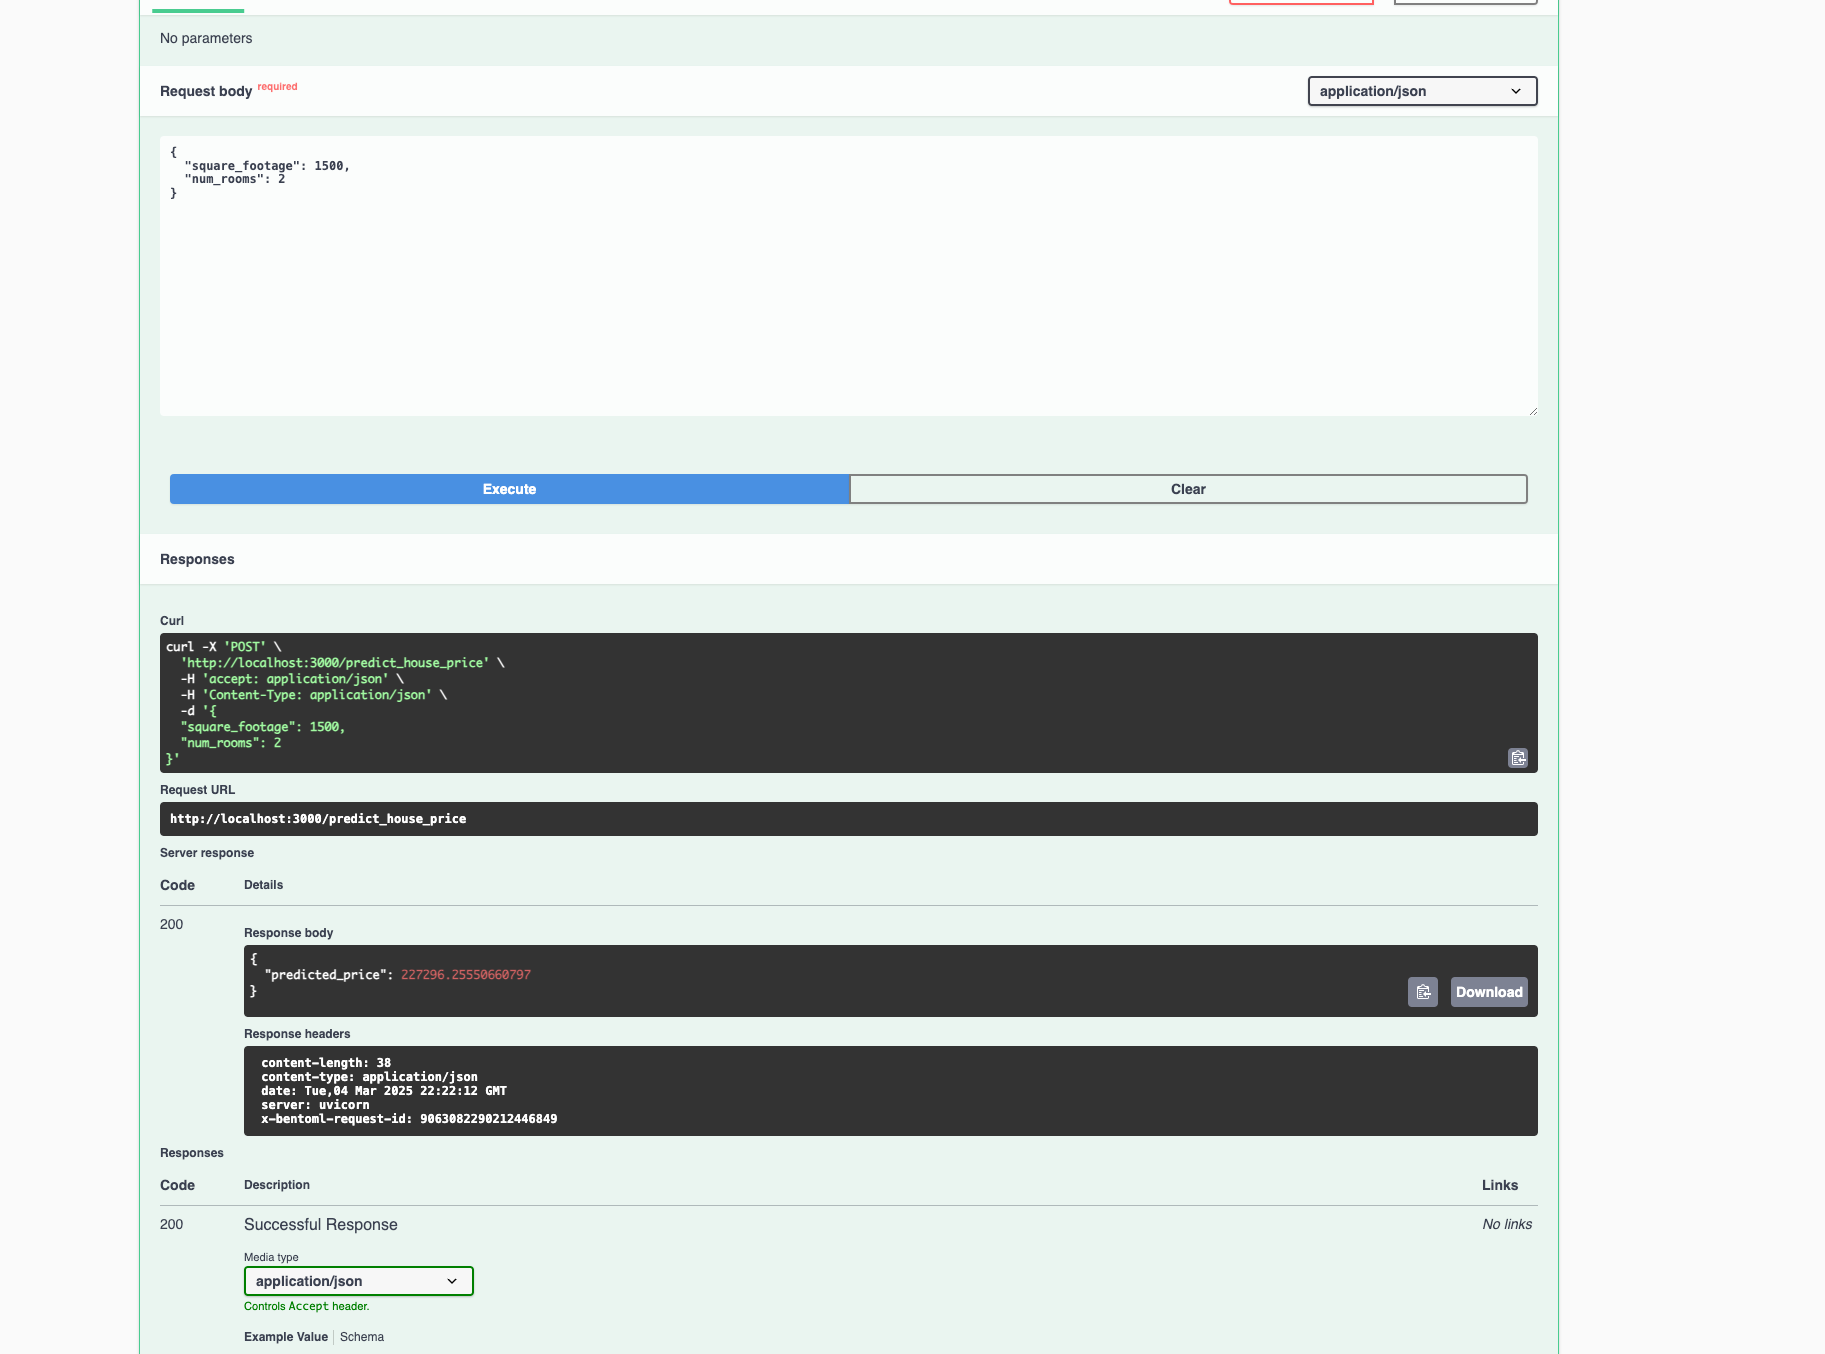 No parameters
Request body required
application/json
{
  "square_footage": 1500,
  "num_rooms": 2
}
Execute
Clear
Responses
Curl
curl -X 'POST' \
  'http://localhost:3000/predict_house_price' \
  -H 'accept: application/json' \
  -H 'Content-Type: application/json' \
  -d '{
  "square_footage": 1500,
  "num_rooms": 2
}'
Request URL
http://localhost:3000/predict_house_price
Server response
Code Details
200
Response body
{
  "predicted_price": 227296.25550660797
}
Download
Response headers
content-length: 38
content-type: application/json
date: Tue,04 Mar 2025 22:22:12 GMT
server: uvicorn
x-bentoml-request-id: 9063082290212446849
Responses
Code Description Links
200 Successful Response No links
Media type
application/json
Controls Accept header.
Example Value Schema